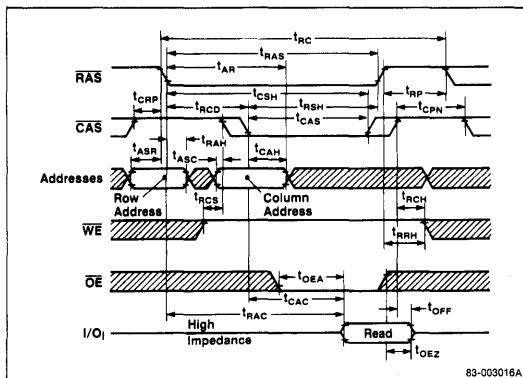 tRC
tRAS
tAR
RAS
tCSH
tRP
tCRP
tRCD
tRSH
tCPN
CAS
tCAS
tASR
tRAH
tASC
tCAH
Addresses
Row Address
Column Address
tRCS
tRCH
WE
tRRH
tOEA
OE
tCAC
tOFF
tRAC
I/OI
High Impedance
Read
tOEZ
83-003016A